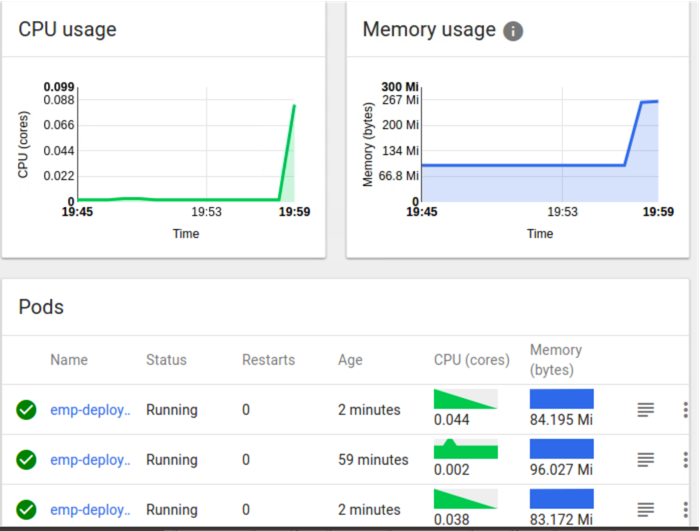 CPU usage
CPU (cores)
0.099
0.088
0.066
0.044
0.022
0
19:45 19:53 19:59
Time
Memory usage i
Memory (bytes)
300 Mi
267 Mi
200 Mi
134 Mi
66.8 Mi
0
19:45 19:53 19:59
Time
Pods
Name Status Restarts Age CPU (cores) Memory
(bytes)
emp-deploy.. Running 0 2 minutes 0.044 84.195 Mi
emp-deploy.. Running 0 59 minutes 0.002 96.027 Mi
emp-deploy.. Running 0 2 minutes 0.038 83.172 Mi